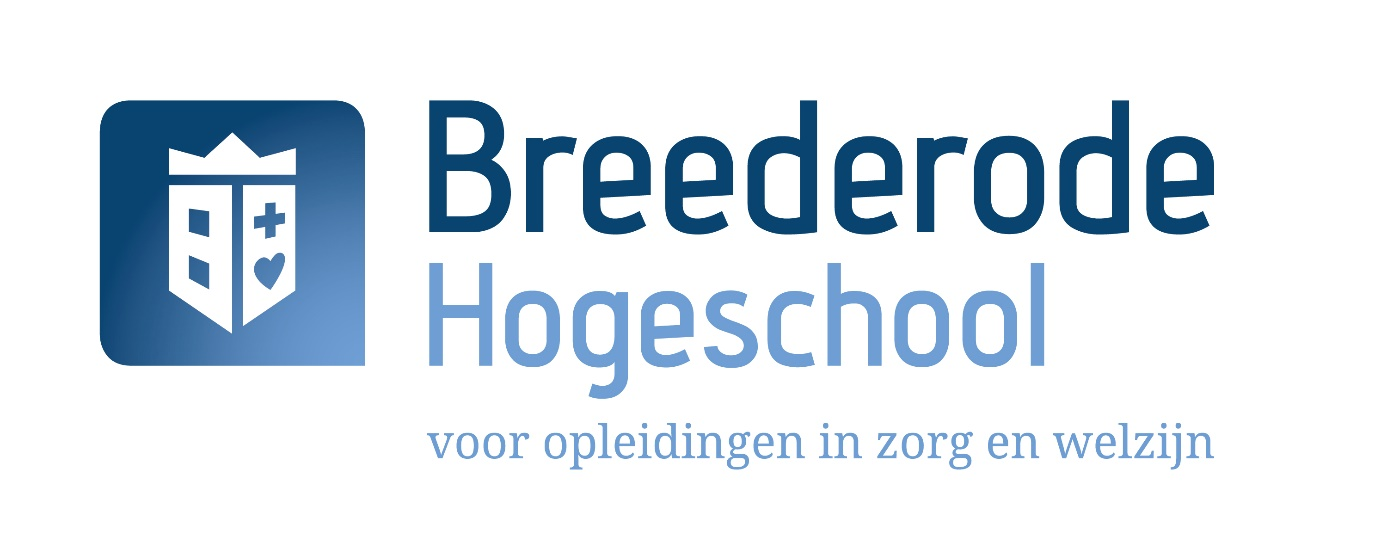 Breederode
Hogeschool
voor opleidingen in zorg en welzijn